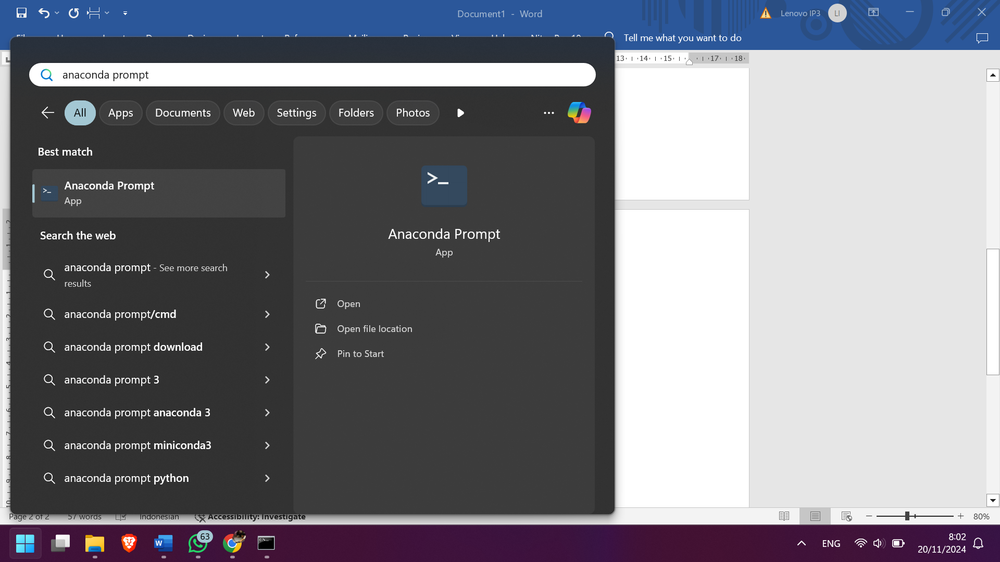 Document1 - Word
Lenovo IP3
LI
Tell me what you want to do
13 14 15 17 18
anaconda prompt
All Apps Documents Web Settings Folders Photos
Best match
Anaconda Prompt
App
Search the web
anaconda prompt - See more search
results
anaconda prompt/cmd
anaconda prompt download
anaconda prompt 3
anaconda prompt anaconda 3
anaconda prompt miniconda3
anaconda prompt python
Anaconda Prompt
App
Open
Open file location
Pin to Start
Page 2 of 2 57 words Indonesian Accessibility: Investigate
80%
63
ENG
8:02
20/11/2024